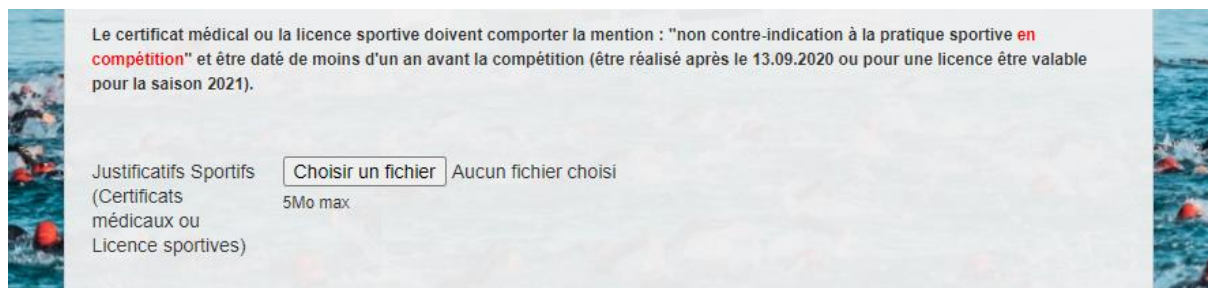 Le certificat médical ou la licence sportive doivent comporter la mention : "non contre-indication à la pratique sportive en
compétition" et être daté de moins d'un an avant la compétition (être réalisé après le 13.09.2020 ou pour une licence être valable
pour la saison 2021).
Justificatifs Sportifs
(Certificats
médicaux ou
Licence sportives)
Choisir un fichier Aucun fichier choisi
5Mo max